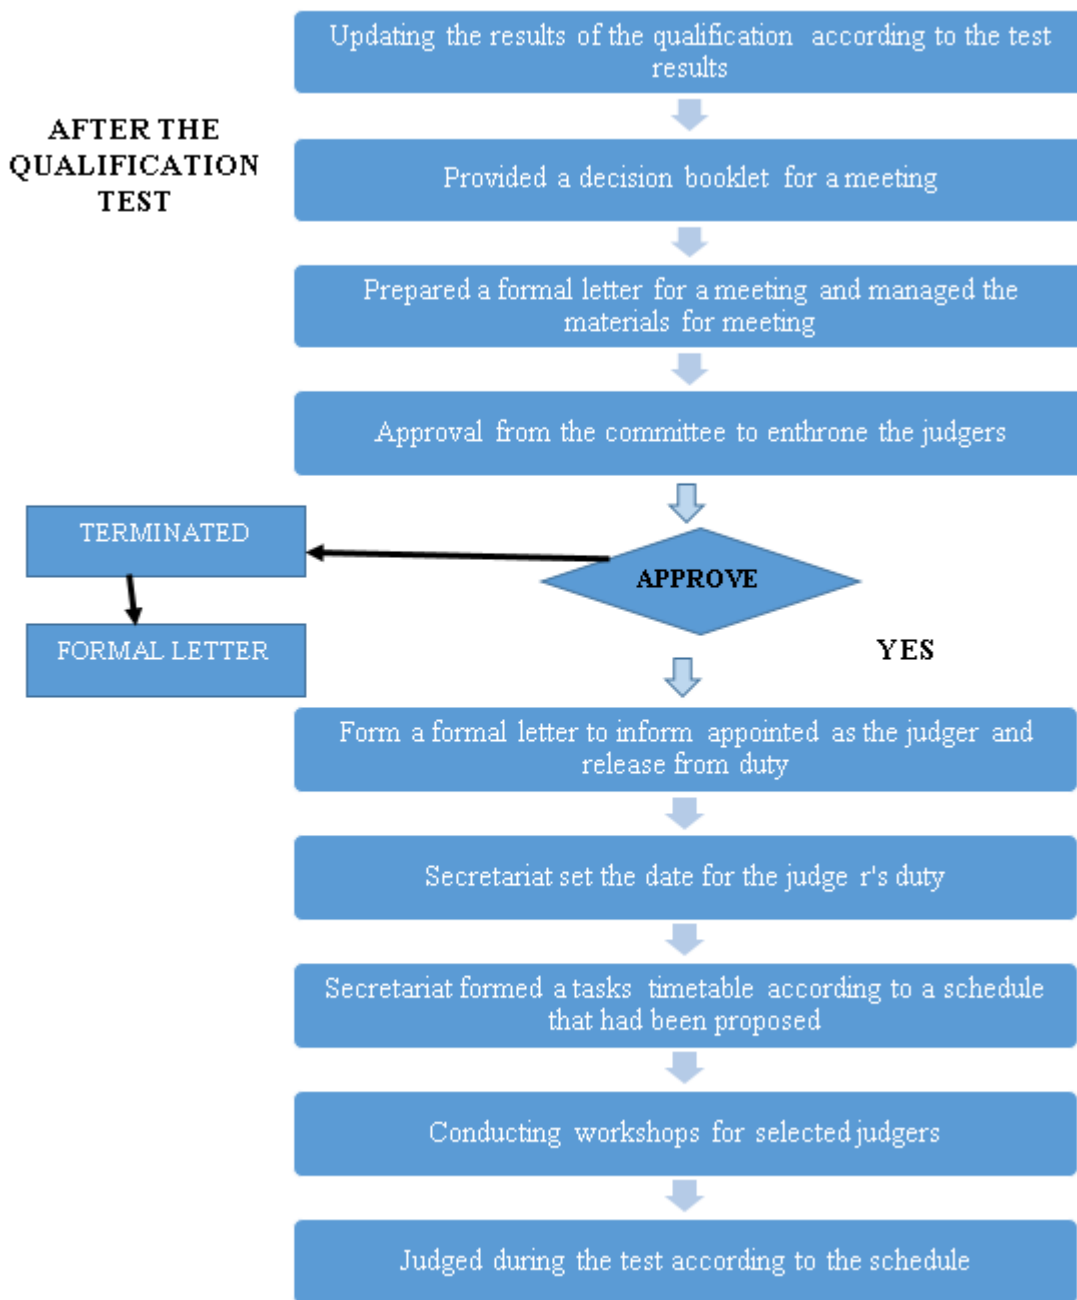 Updating the results of the qualification according to the test
results
AFTER THE
QUALIFICATION
TEST
Provided a decision booklet for a meeting
Prepared a formal letter for a meeting and managed the
materials for meeting
Approval from the committee to enthrone the judgers
TERMINATED
APPROVE
FORMAL LETTER
YES
Form a formal letter to inform appointed as the judger and
release from duty
Secretariat set the date for the judge r's duty
Secretariat formed a tasks timetable according to a schedule
that had been proposed
Conducting workshops for selected judgers
Judged during the test according to the schedule